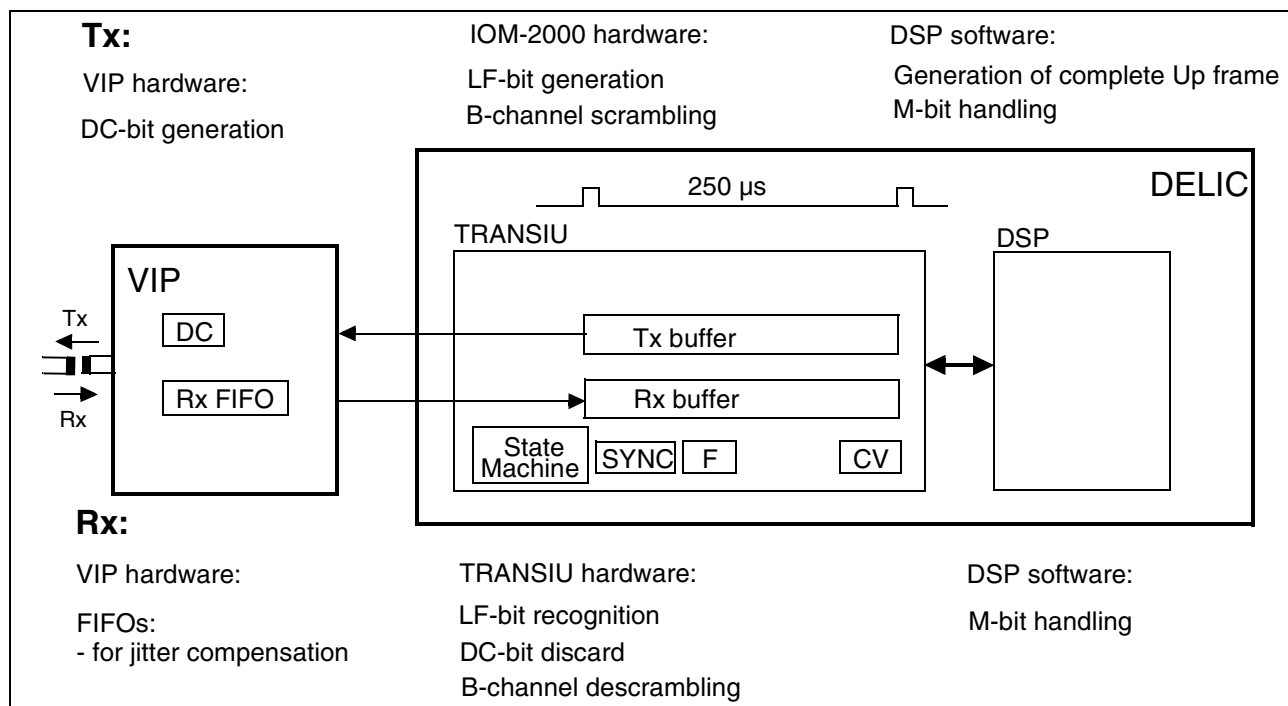 Tx:
VIP hardware:
DC-bit generation
IOM-2000 hardware:
LF-bit generation
B-channel scrambling
DSP software:
Generation of complete Up frame
M-bit handling
DELIC
250 µs
TRANSIU
DSP
VIP
Tx
DC
Tx buffer
Rx FIFO
Rx buffer
Rx
State
Machine
SYNC
F
CV
Rx:
VIP hardware:
FIFOs:
- for jitter compensation
TRANSIU hardware:
LF-bit recognition
DC-bit discard
B-channel descrambling
DSP software:
M-bit handling